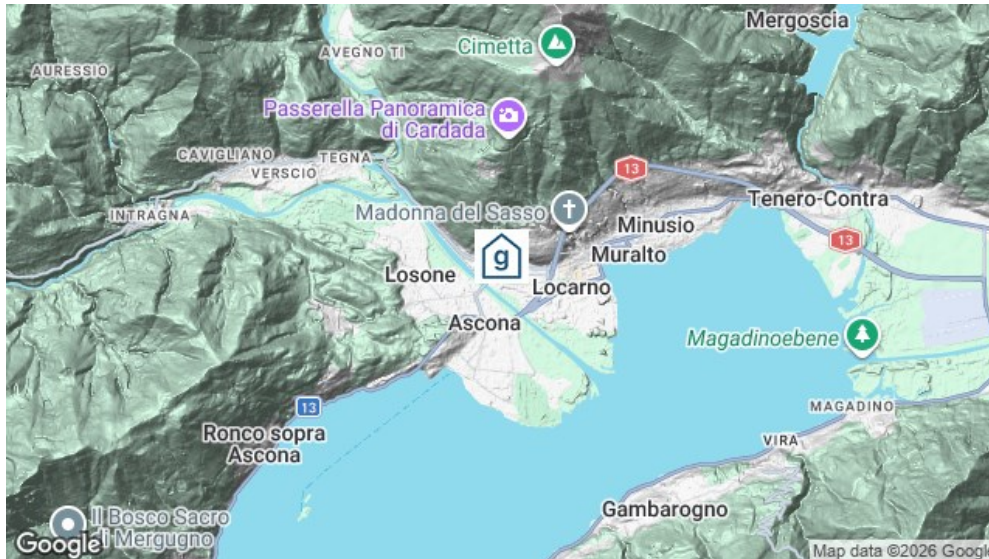 Mergoscia
Cimetta
AVEGNO TI
AURESSIO
Passerella Panoramica
di Cardada
CAVIGLIANO
TEGNA
VERSCIO
13
INTRAGNA
Madonna del Sasso
Tenero-Contra
Minusio
13
Muralto
g
Losone
Locarno
Ascona
Magadinoebene
13
MAGADINO
Ronco sopra
Ascona
VIRA
Gambarogno
Il Bosco Sacro
di Mergugno
Google
Map data ©2026 Google